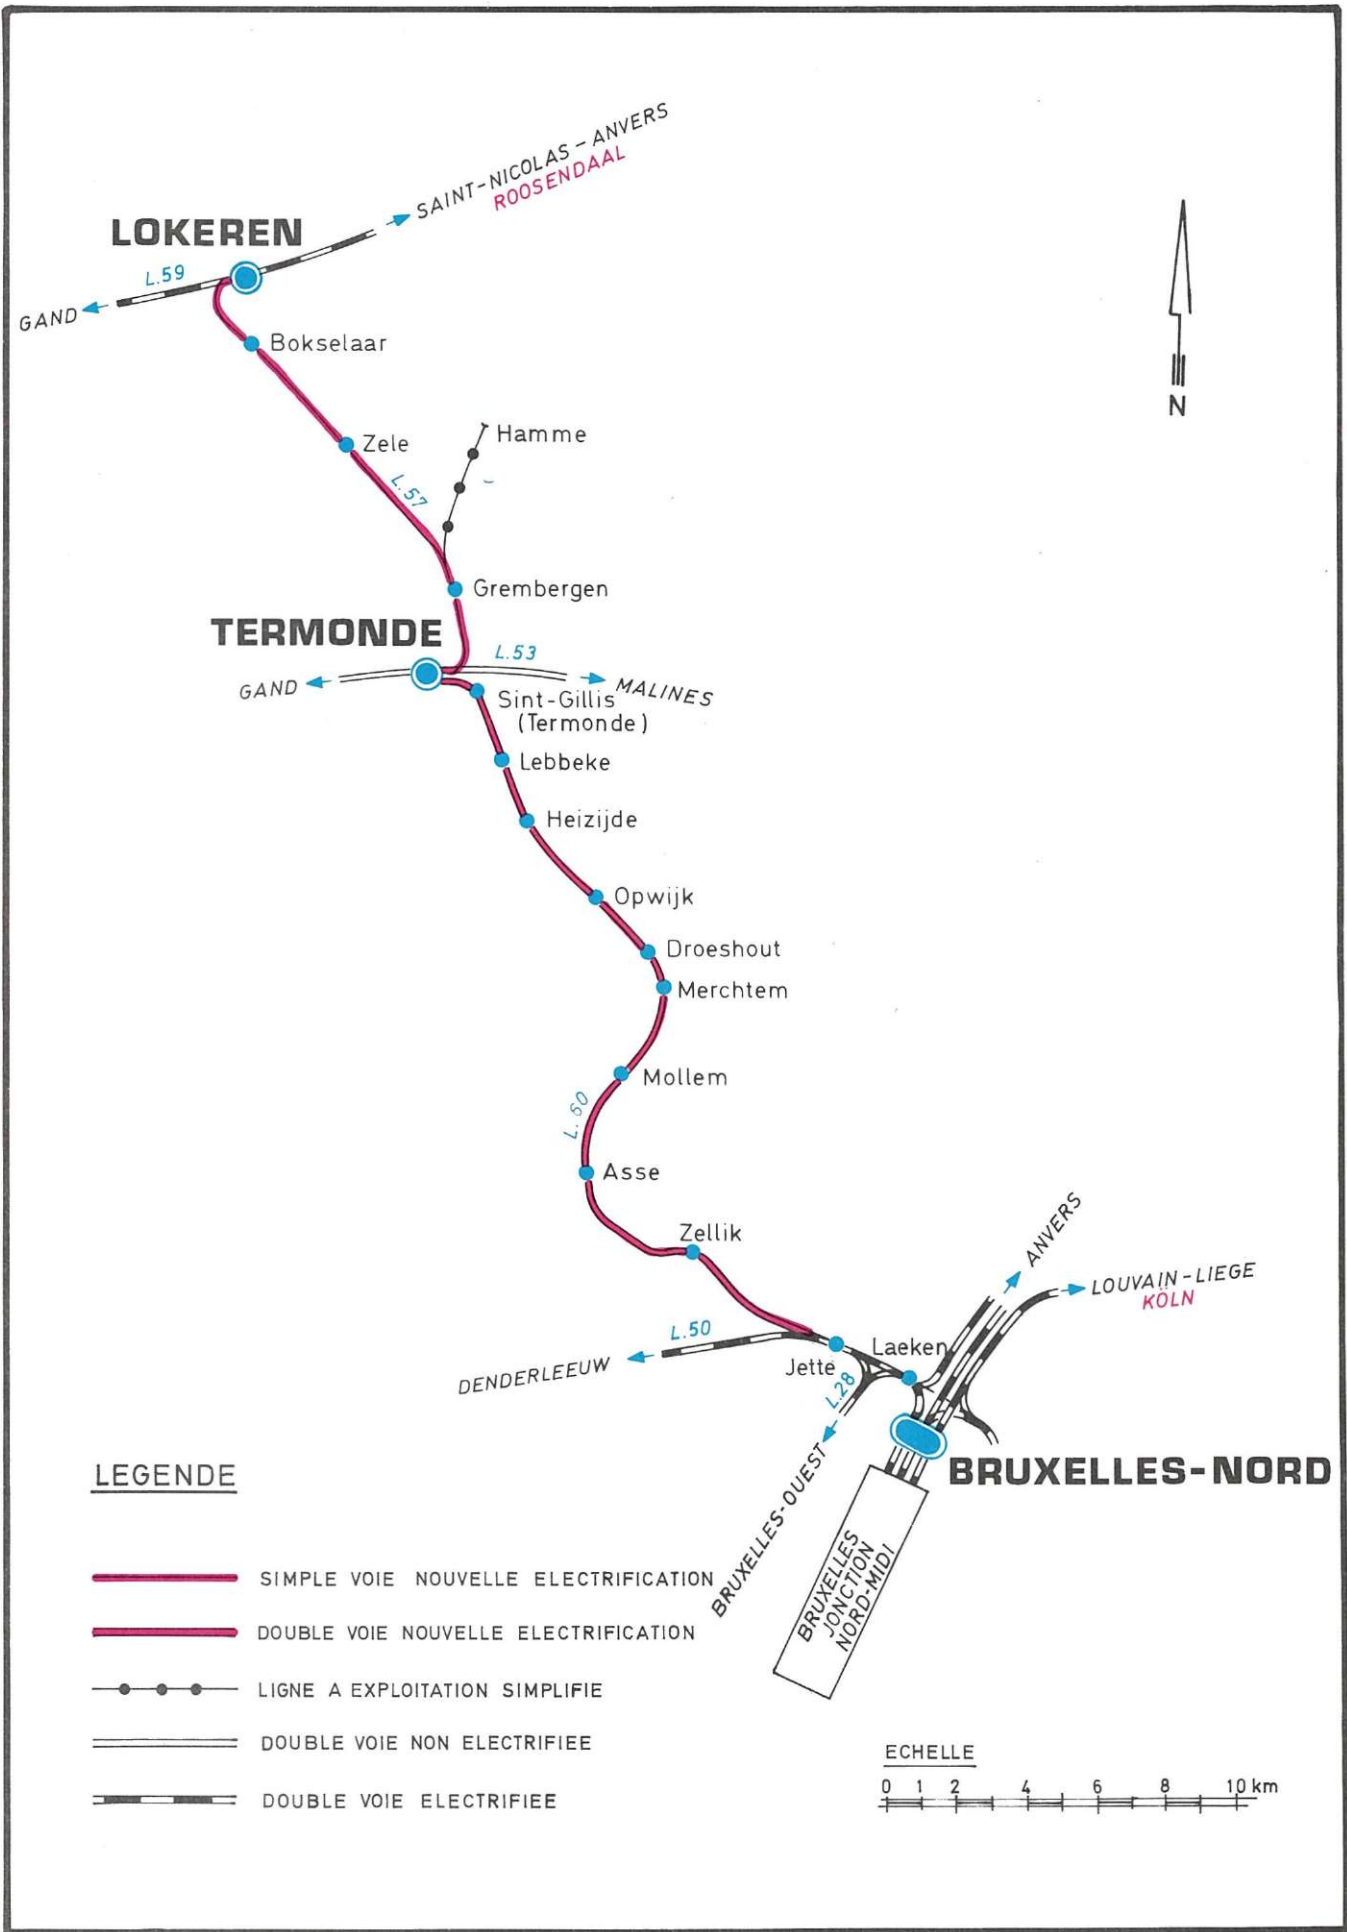 SAINT-NICOLAS-ANVERS
ROOSENDAAL
LOKEREN
L.59
GAND
Bokselaar
N
Hamme
Zele
L.57
Grembergen
TERMONDE
L.53
GAND
MALINES
Sint-Gillis
(Termonde)
Lebbeke
Heizijde
Opwijk
Droeshout
Merchtem
Mollem
L.60
Asse
Zellik
ANVERS
LOUVAIN-LIEGE
KÖLN
L.50
DENDERLEEUW
Laeken
Jette
L.28
BRUXELLES-OUEST
BRUXELLES-NORD
BRUXELLES
JONCTION
NORD-MIDI
LEGENDE
SIMPLE VOIE NOUVELLE ELECTRIFICATION
DOUBLE VOIE NOUVELLE ELECTRIFICATION
LIGNE A EXPLOITATION SIMPLIFIE
DOUBLE VOIE NON ELECTRIFIEE
DOUBLE VOIE ELECTRIFIEE
ECHELLE
0 1 2 4 6 8 10 km